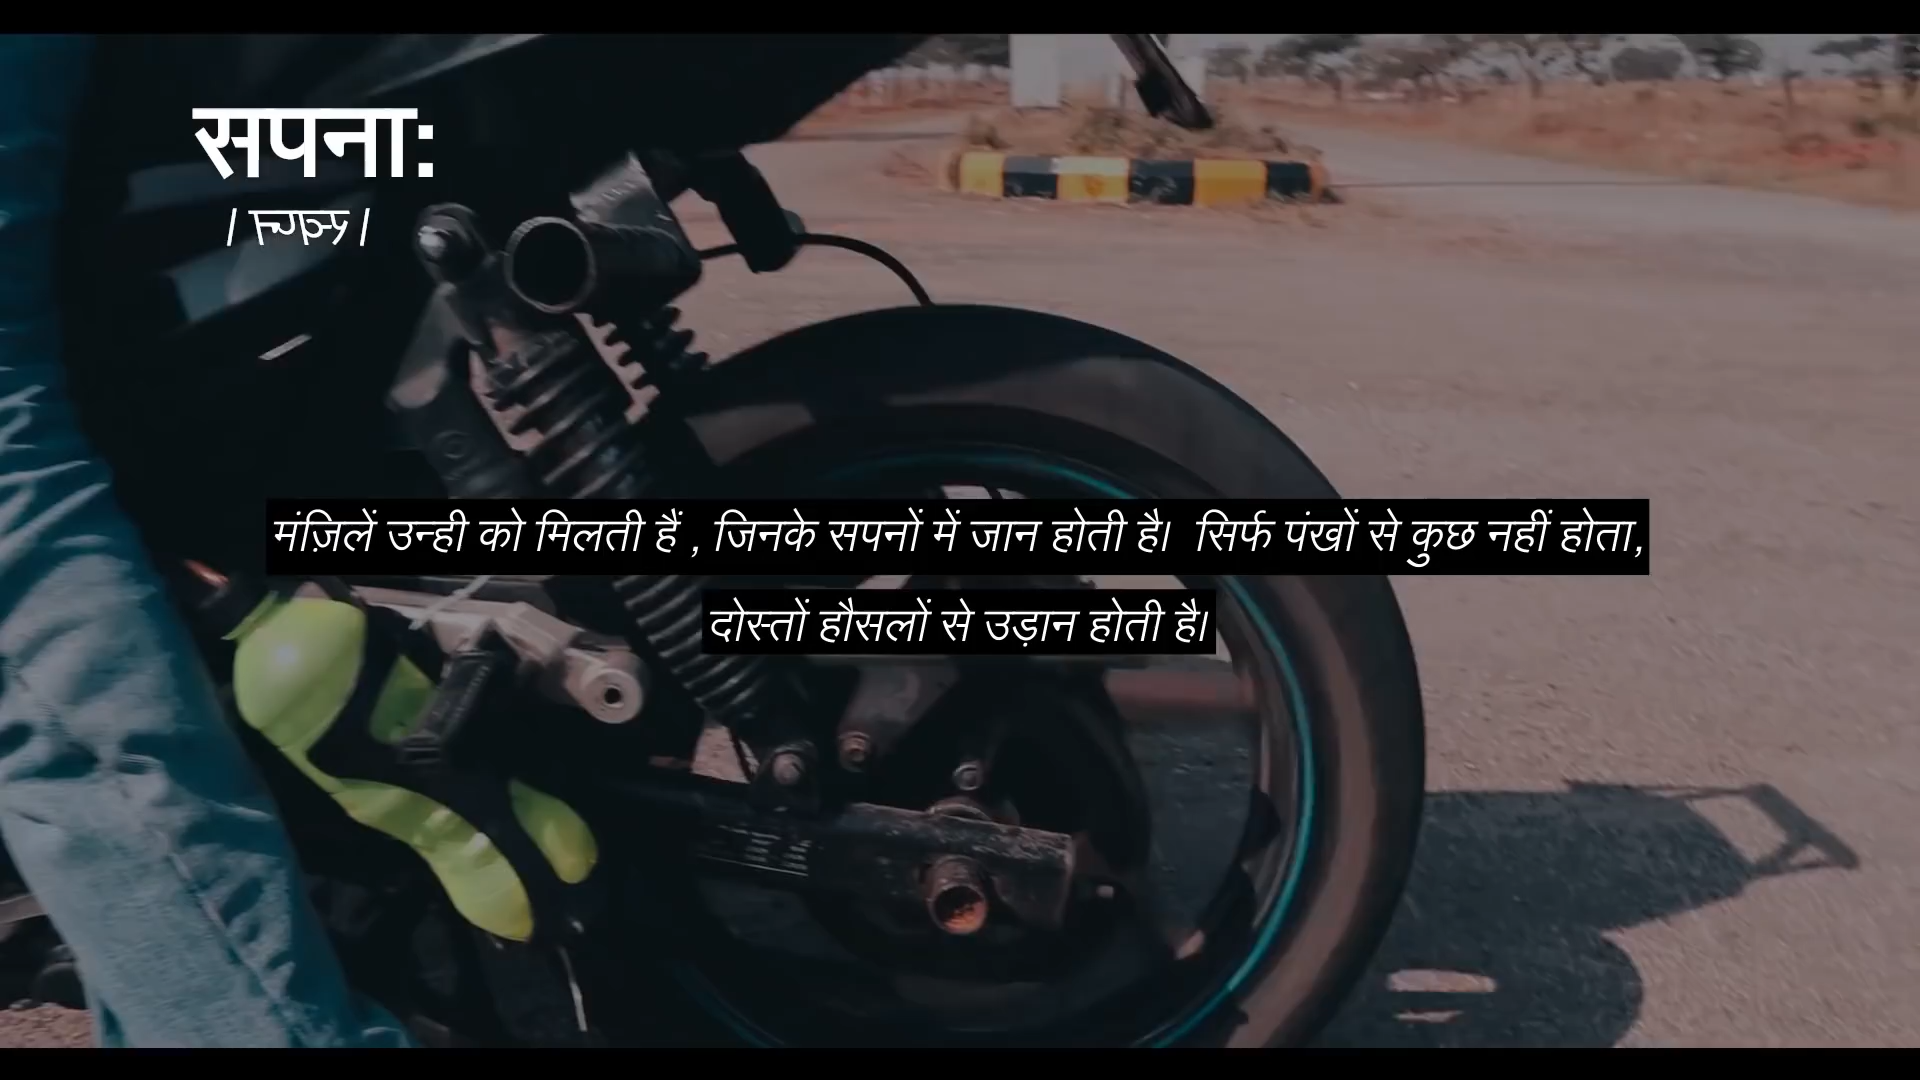 सपना:
मंज़िलें उन्ही को मिलती हैं , जिनके सपनों में जान होती है। सिर्फ पंखों से कुछ नहीं होता,
दोस्तों हौसलों से उड़ान होती है।